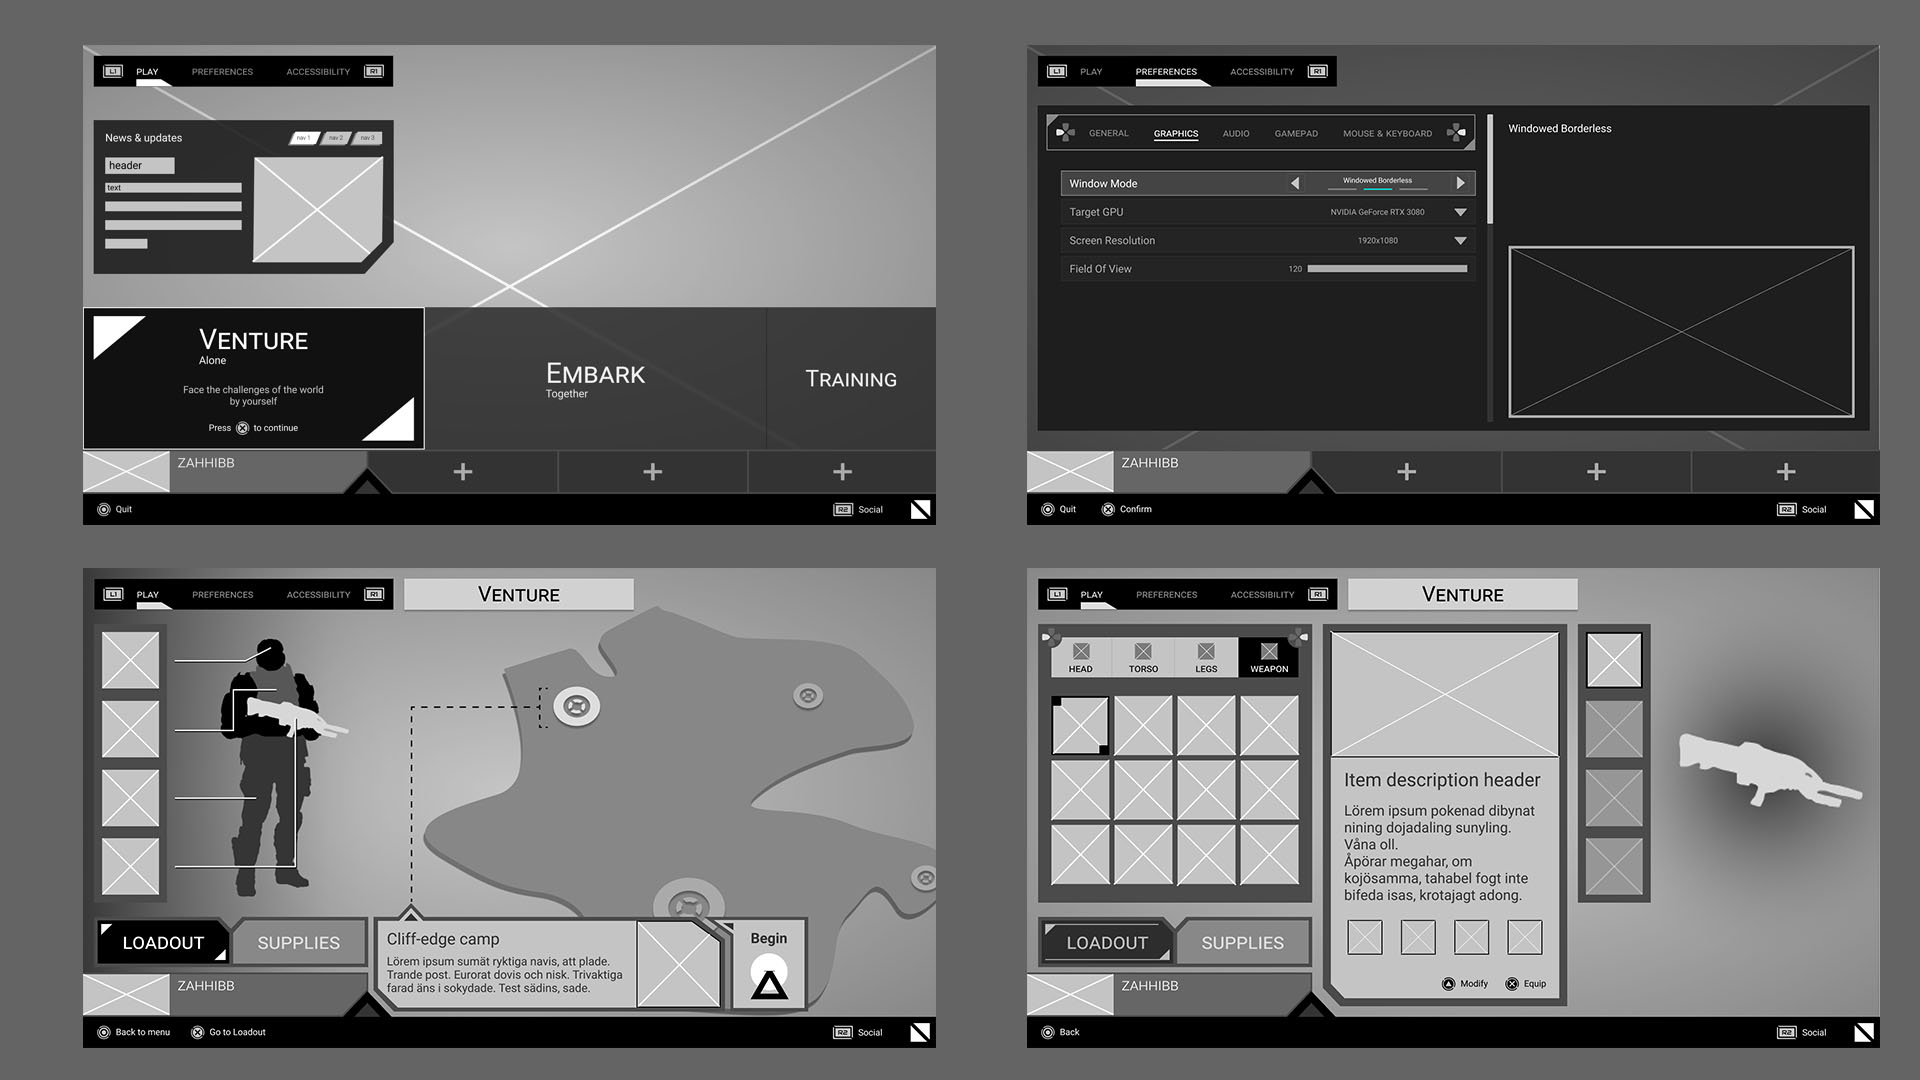 L1 PLAY PREFERENCES ACCESSIBILITY R1
News & updates
nav 1 nav 2 nav 3
header
text
VENTURE
Alone
Face the challenges of the world
by yourself
Press to continue
EMBARK
Together
TRAINING
ZAHHIBB
Quit
R2 Social
L1 PLAY PREFERENCES ACCESSIBILITY R1
GENERAL GRAPHICS AUDIO GAMEPAD MOUSE & KEYBOARD
Window Mode Windowed Borderless
Target GPU NVIDIA GeForce RTX 3080
Screen Resolution 1920x1080
Field Of View 120
Windowed Borderless
ZAHHIBB
Quit Confirm
R2 Social
L1 PLAY PREFERENCES ACCESSIBILITY R1
VENTURE
LOADOUT SUPPLIES
Cliff-edge camp
Lörem ipsum sumät ryktiga navis, att plade.
Trande post. Eurorat dovis och nisk. Trivaktiga
farad äns i sokydade. Test sädins, sade.
Begin
ZAHHIBB
Back to menu Go to Loadout
R2 Social
L1 PLAY PREFERENCES ACCESSIBILITY R1
VENTURE
HEAD TORSO LEGS WEAPON
Item description header
Lörem ipsum pokenad dibynat
nining dojadaling sunyling.
Våna oll.
Åpörar megahar, om
kojösamma, tahabel fogt inte
bifeda isas, krotajagt adong.
Modify Equip
LOADOUT SUPPLIES
ZAHHIBB
Back
R2 Social